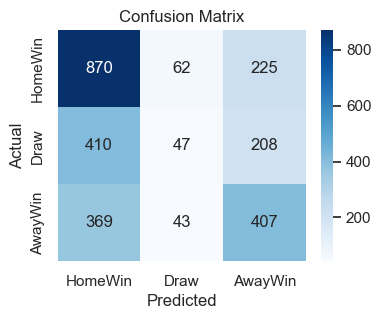 Confusion Matrix
HomeWin 870 62 225 800
Draw 410 47 208 600
AwayWin 369 43 407 400
200
HomeWin Draw AwayWin
Actual
Predicted